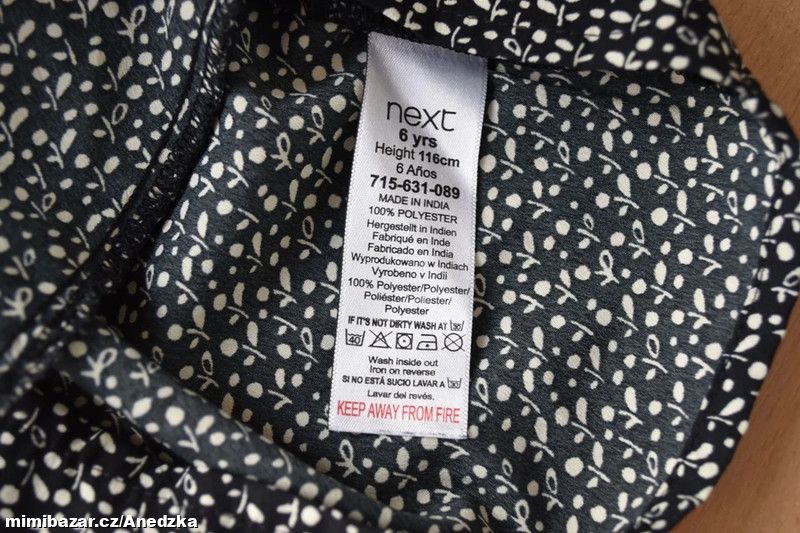 next
6 yrs
Height 116cm
6 Años
715-631-089
MADE IN INDIA
100% POLYESTER
Hergestellt in Indien
Fabriqué en Inde
Fabricado en India
Wyprodukowano w Indiach
Vyrobeno v Indii
100% Polyester/Polyester/
Poliéster/Poliester/
Polyester
IF IT'S NOT DIRTY WASH AT 30
40
Wash inside out
Iron on reverse
SI NO ESTÁ SUCIO LAVAR A 30
Lavar del revés.
KEEP AWAY FROM FIRE
mimibazar.cz/Anedzka